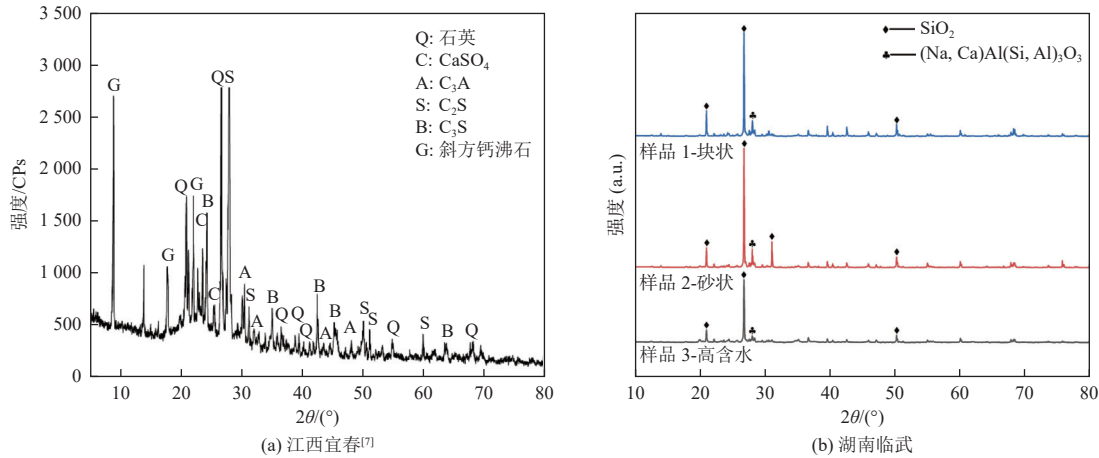 3 500
3 000
2 500
2 000
1 500
1 000
500
0
强度/CPs
G
G
Q
G
C
B
C
QS
A
S
A
B
Q
Q
Q
B
A
B
A
S
S
Q
S
B
Q
Q: 石英
C: CaSO₄
A: C₃A
S: C₂S
B: C₃S
G: 斜方钙沸石
10 20 30 40 50 60 70 80
2θ/(°)
(a) 江西宜春[7]
♦ SiO₂
♣ (Na, Ca)Al(Si, Al)₃O₃
样品 1-块状
样品 2-砂状
样品 3-高含水
强度 (a.u.)
10 20 30 40 50 60 70 80
2θ/(°)
(b) 湖南临武